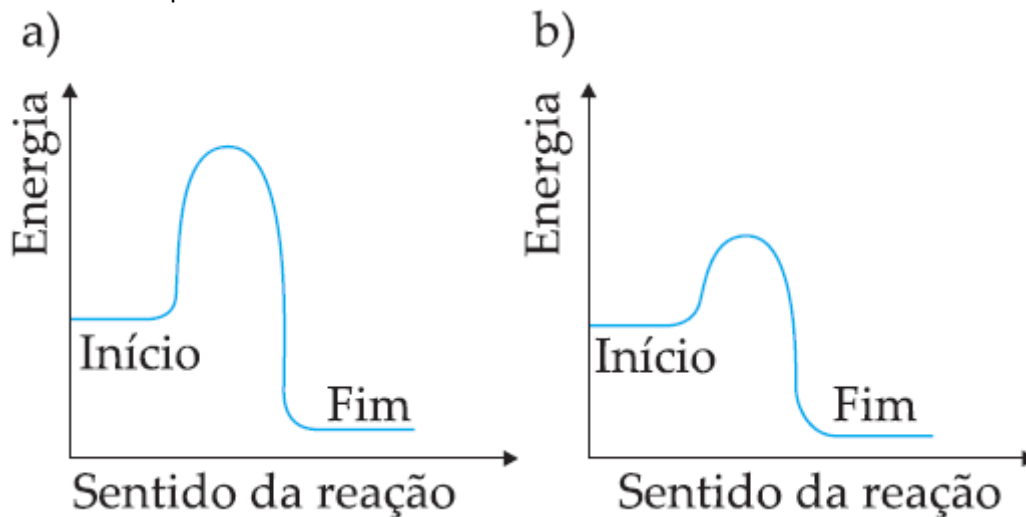 a)
Energia
Início
Fim
Sentido da reação
b)
Energia
Início
Fim
Sentido da reação